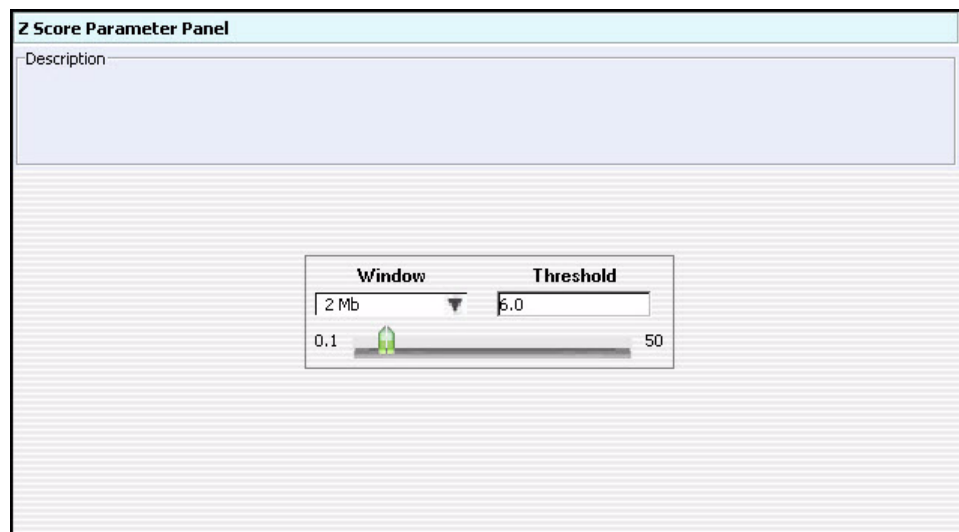 Z Score Parameter Panel
Description
Window Threshold
2 Mb 6.0
0.1 50